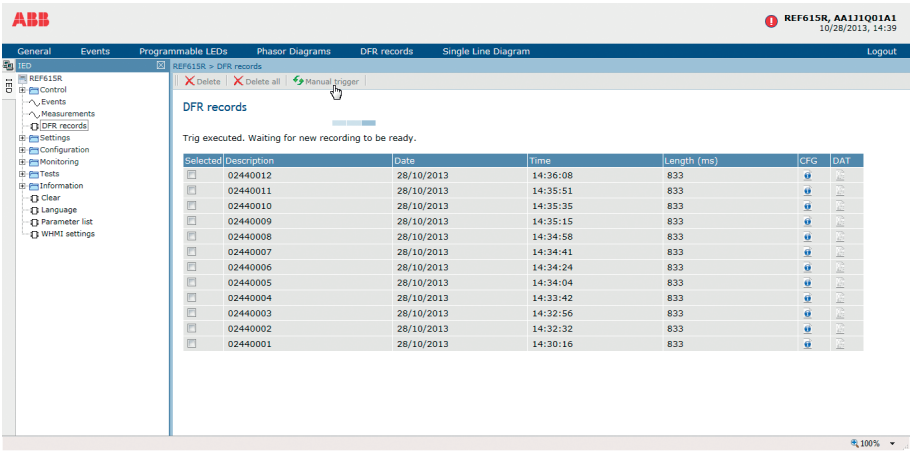 ABB
REF615R, AA1J1Q01A1
10/28/2013, 14:39
General Events Programmable LEDs Phasor Diagrams DFR records Single Line Diagram Logout
IED
IED
REF615R
Control
Events
Measurements
DFR records
Settings
Configuration
Monitoring
Tests
Information
Clear
Language
Parameter list
WHMI settings
REF615R > DFR records
Delete Delete all Manual trigger
DFR records
Trig executed. Waiting for new recording to be ready.
Selected Description Date Time Length (ms) CFG DAT
02440012 28/10/2013 14:36:08 833
02440011 28/10/2013 14:35:51 833
02440010 28/10/2013 14:35:35 833
02440009 28/10/2013 14:35:15 833
02440008 28/10/2013 14:34:58 833
02440007 28/10/2013 14:34:41 833
02440006 28/10/2013 14:34:24 833
02440005 28/10/2013 14:34:04 833
02440004 28/10/2013 14:33:42 833
02440003 28/10/2013 14:32:56 833
02440002 28/10/2013 14:32:32 833
02440001 28/10/2013 14:30:16 833
100%